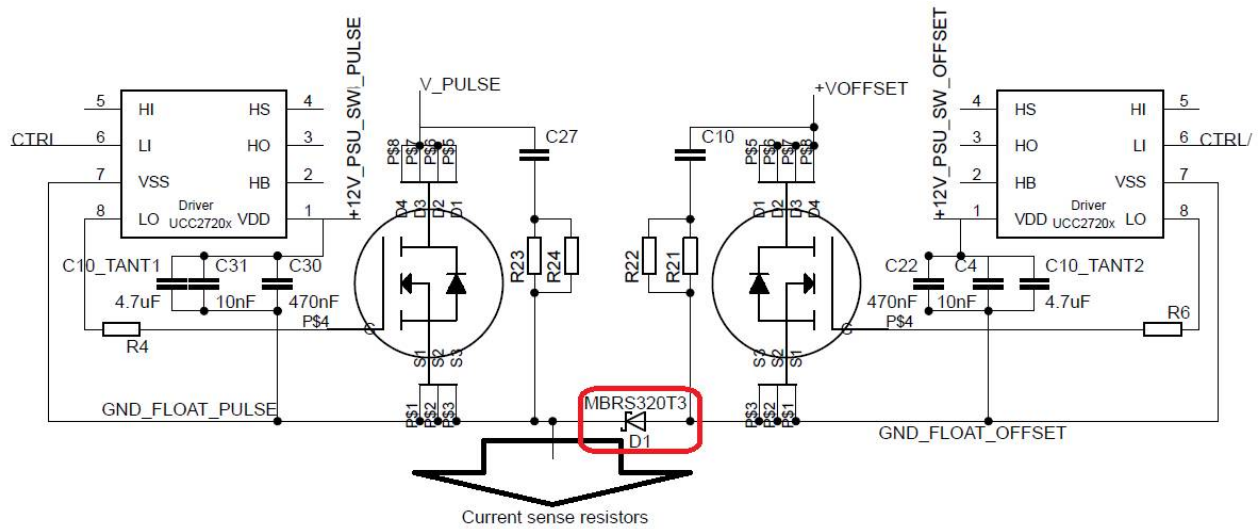 +12V_PSU_SWI_PULSE
V_PULSE
+VOFFSET
+12V_PSU_SW_OFFSET
5 HI HS 4
CTRL 6 LI HO 3
7 VSS HB 2
8 LO VDD 1
Driver
UCC2720x
4 HS HI 5
3 HO LI 6 CTRL/
2 HB VSS 7
1 VDD LO 8
Driver
UCC2720x
P$8 P$7 P$6 P$5
C27
C10
P$5 P$6 P$7 P$8
D4 D3 D2 D1
D1 D2 D3 D4
R23 R24
R22 R21
C10_TANT1 C31 C30
4.7uF 10nF 470nF
C22 C4 C10_TANT2
470nF 10nF 4.7uF
P$4 G
G P$4
R4
R6
S1 S2 S3
S3 S2 S1
GND_FLOAT_PULSE
P$1 P$2 P$3
MBRS320T3
D1
P$3 P$2 P$1
GND_FLOAT_OFFSET
Current sense resistors